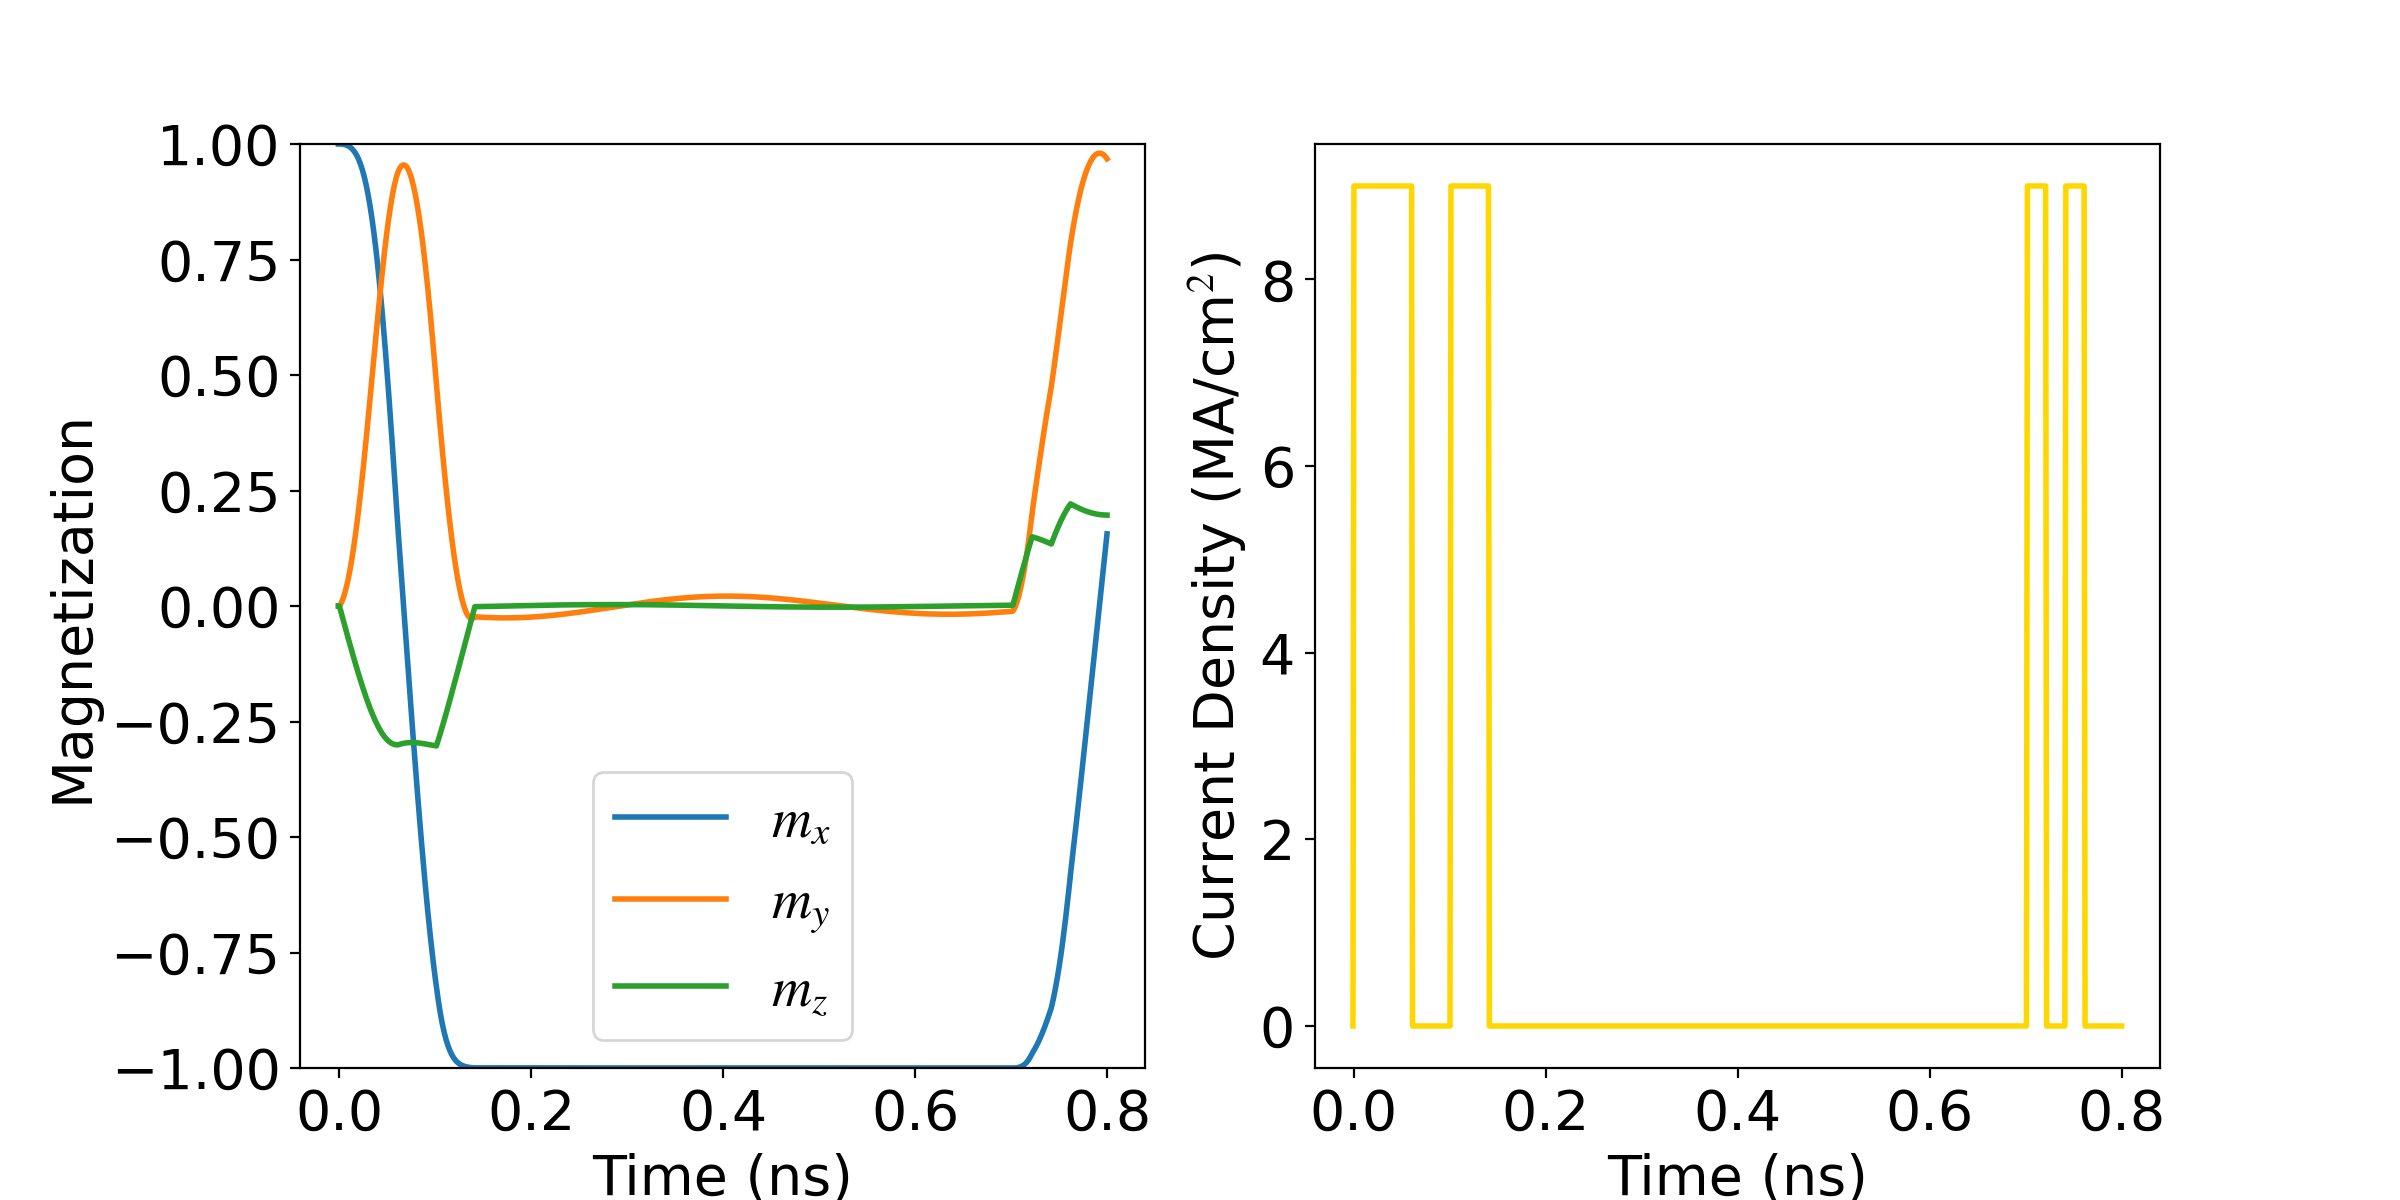 Magnetization
1.00
0.75
0.50
0.25
0.00
−0.25
−0.50
−0.75
−1.00
0.0 0.2 0.4 0.6 0.8
Time (ns)
mₓ
m_y
m_z
Current Density (MA/cm²)
8
6
4
2
0
0.0 0.2 0.4 0.6 0.8
Time (ns)